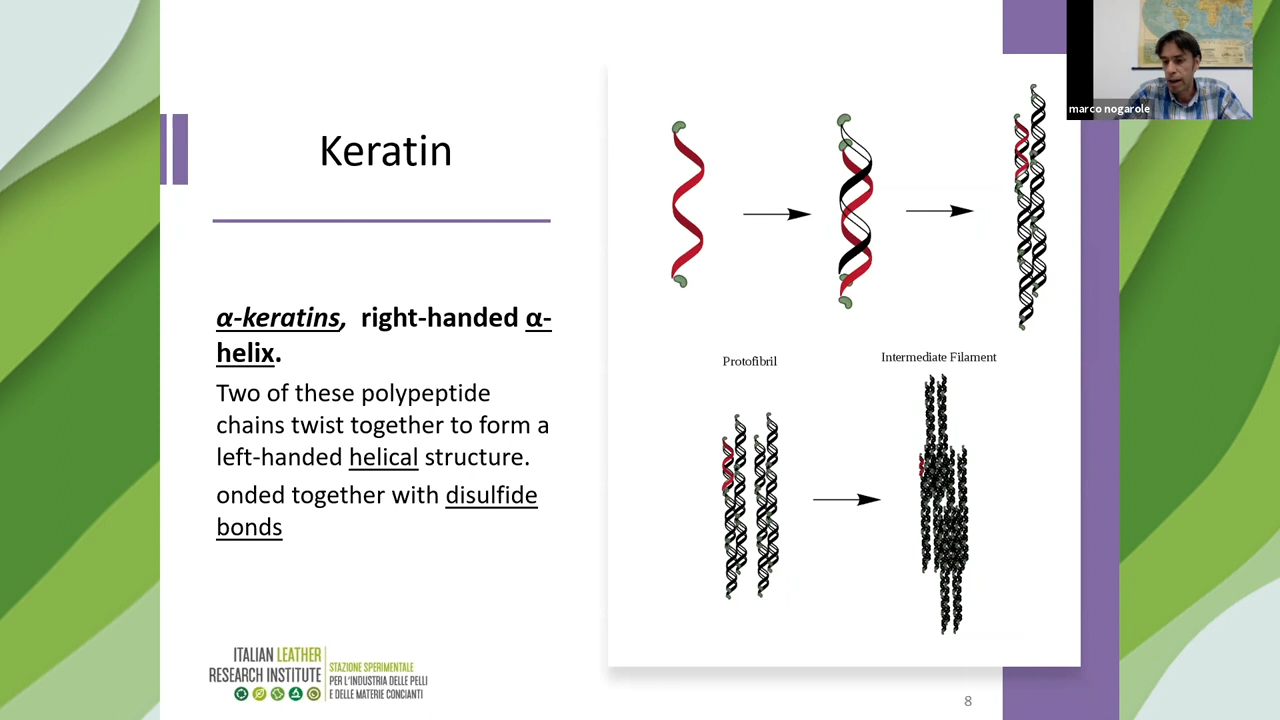 marco nogarole
Keratin
α-keratins,  right-handed α-
helix.
Two of these polypeptide
chains twist together to form a
left-handed helical structure.
onded together with disulfide
bonds
Protofibril
Intermediate Filament
ITALIAN LEATHER
RESEARCH INSTITUTE
STAZIONE SPERIMENTALE
PER L'INDUSTRIA DELLE PELLI
E DELLE MATERIE CONCIANTI
8